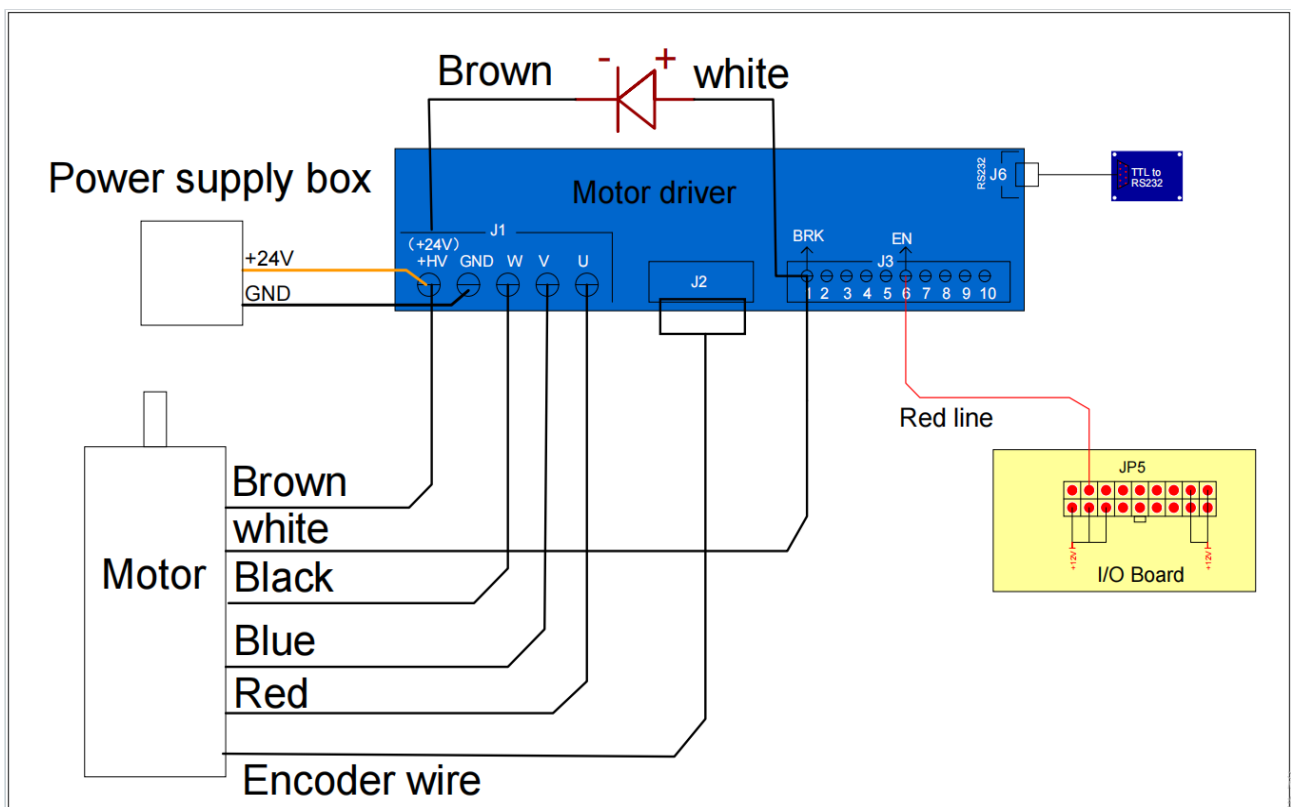 Brown - + white
Power supply box
Motor driver
RS232
J6
TTL to
RS232
+24V
GND
(+24V)
J1
+HV GND W V U
J2
BRK
EN
J3
1 2 3 4 5 6 7 8 9 10
Red line
JP5
+12V
+12V
I/O Board
Motor
Brown
white
Black
Blue
Red
Encoder wire